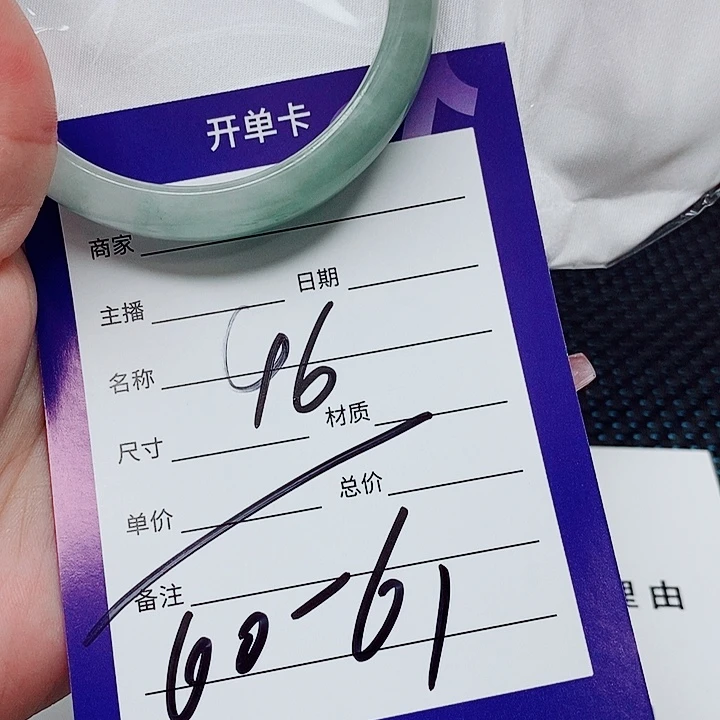 开单卡
商家
主播 日期
名称
96
尺寸 材质
单价 总价
备注
60-61
理由